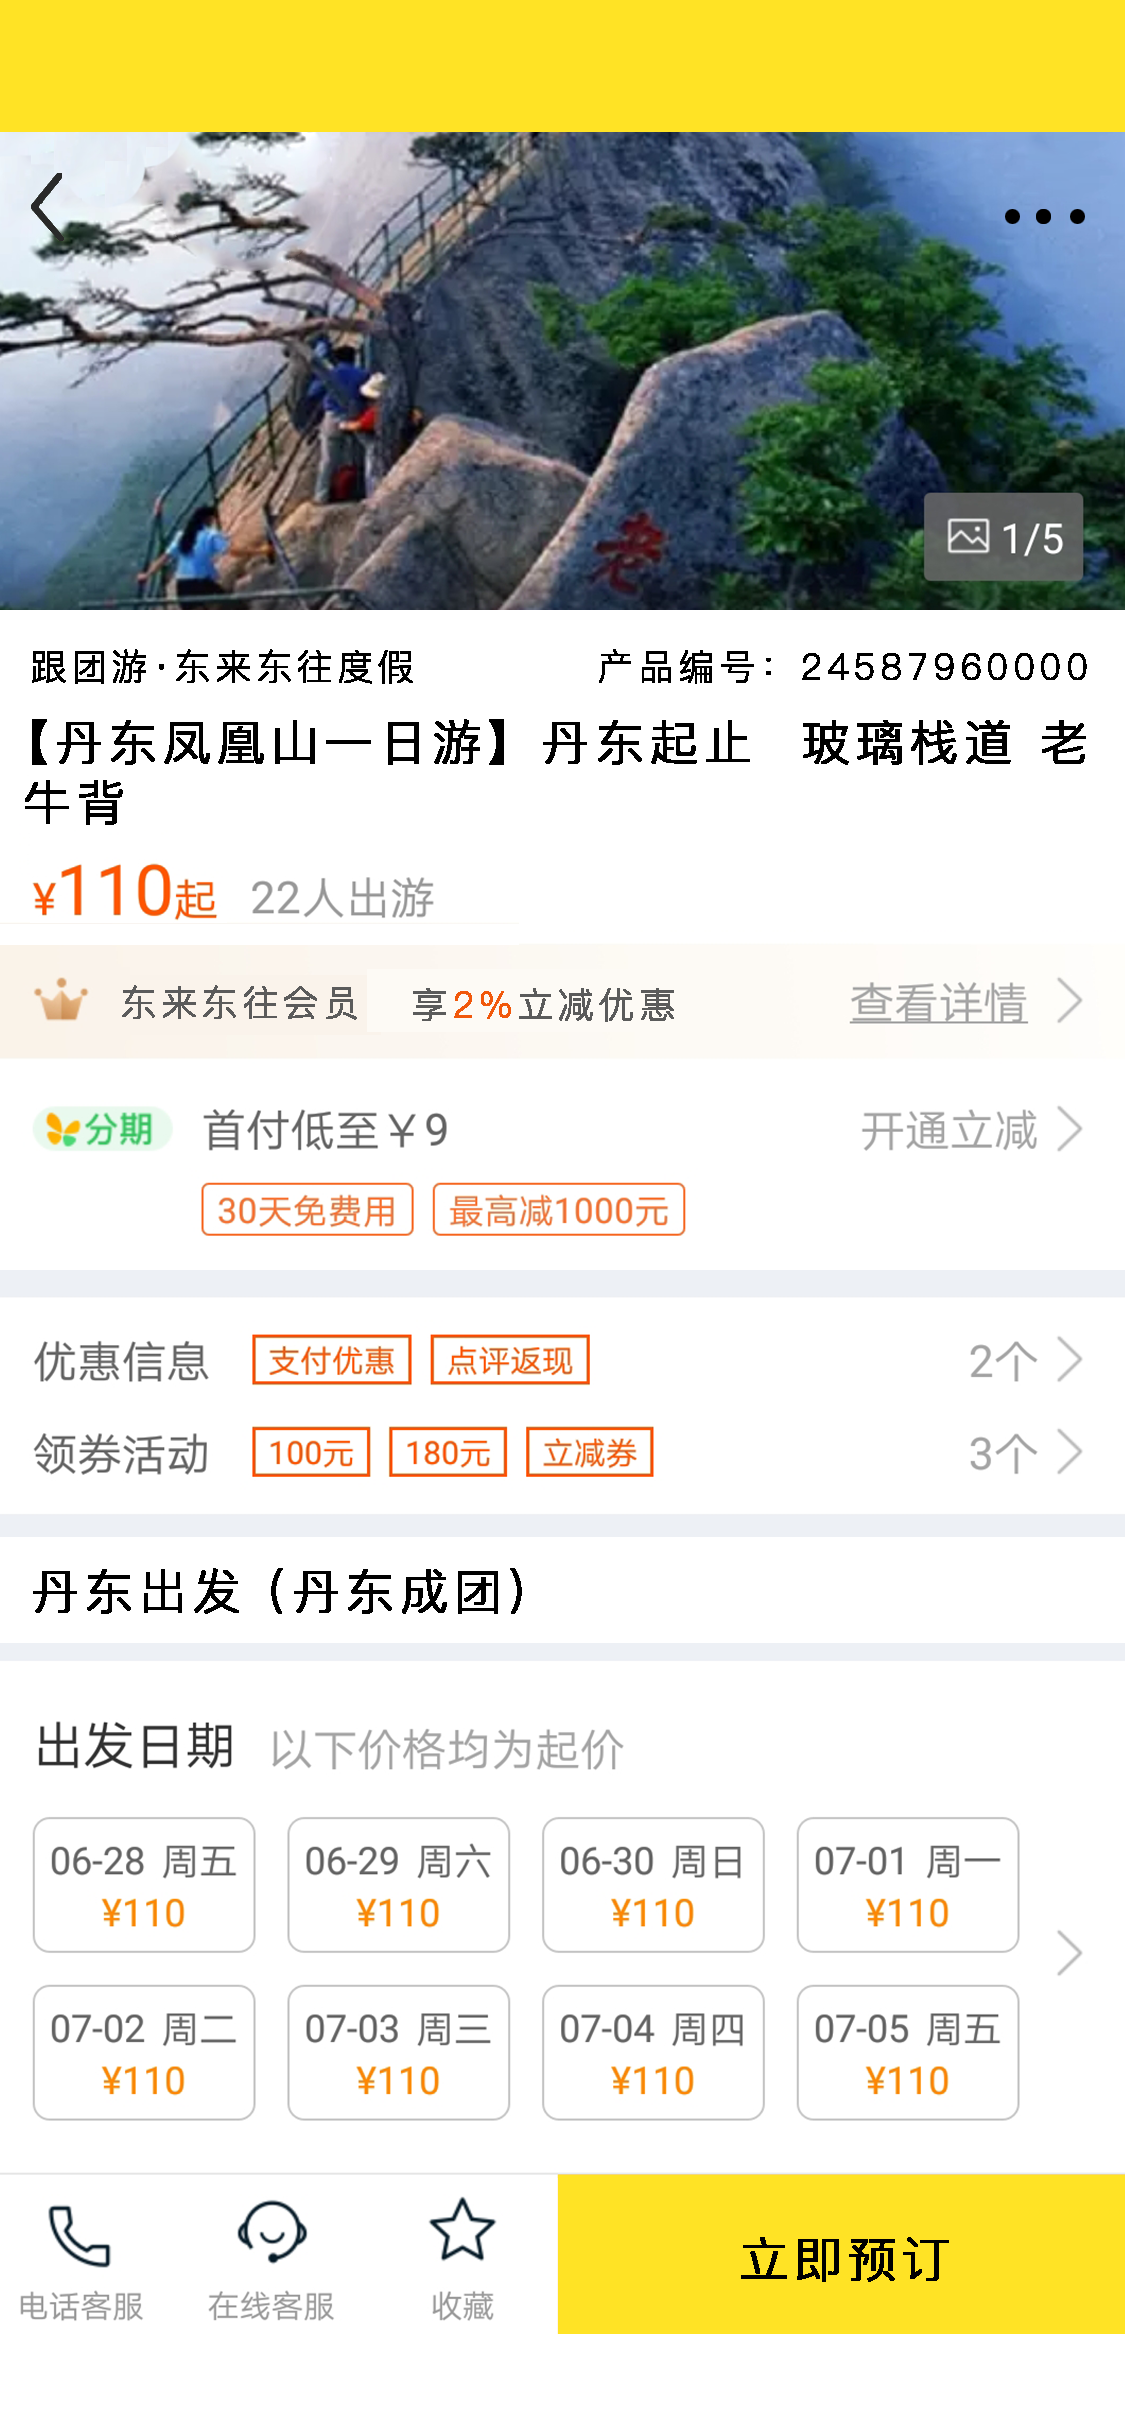 老
1/5
跟团游·东来东往度假 产品编号：24587960000
【丹东凤凰山一日游】丹东起止 玻璃栈道 老
牛背
¥110起 22人出游
东来东往会员 享2%立减优惠 查看详情
分期 首付低至￥9 开通立减
30天免费用 最高减1000元
优惠信息 支付优惠 点评返现 2个
领券活动 100元 180元 立减券 3个
丹东出发（丹东成团）
出发日期 以下价格均为起价
06-28 周五 06-29 周六 06-30 周日 07-01 周一
¥110 ¥110 ¥110 ¥110
07-02 周二 07-03 周三 07-04 周四 07-05 周五
¥110 ¥110 ¥110 ¥110
电话客服 在线客服 收藏 立即预订